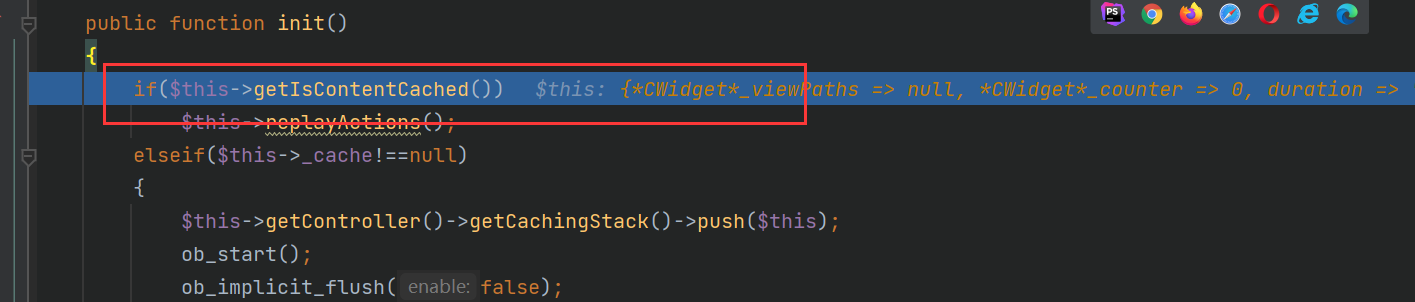 PS
public function init()
{
if($this->getIsContentCached()) $this: {*CWidget*_viewPaths => null, *CWidget*_counter => 0, duration =>
$this->replayActions();
elseif($this->_cache!==null)
{
$this->getController()->getCachingStack()->push($this);
ob_start();
ob_implicit_flush( enable: false);